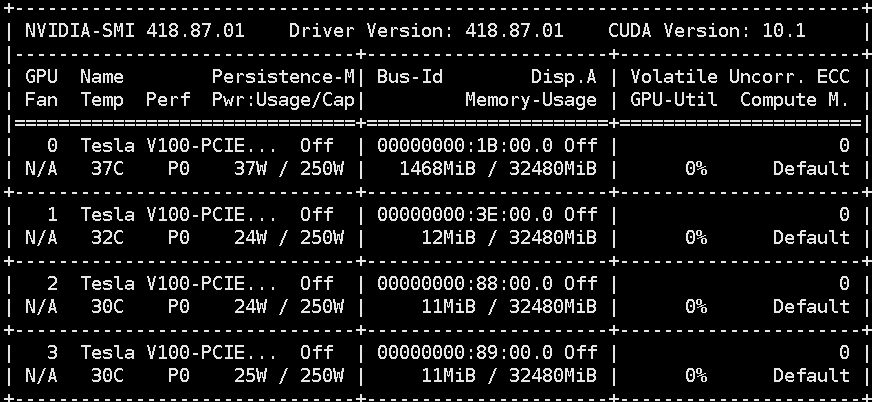 +-----------------------------------------------------------------------------+
| NVIDIA-SMI 418.87.01    Driver Version: 418.87.01    CUDA Version: 10.1     |
|-------------------------------+----------------------+----------------------+
| GPU  Name        Persistence-M| Bus-Id        Disp.A | Volatile Uncorr. ECC |
| Fan  Temp  Perf  Pwr:Usage/Cap|         Memory-Usage | GPU-Util  Compute M. |
|===============================+======================+======================|
|   0  Tesla V100-PCIE...  Off  | 00000000:1B:00.0 Off |                    0 |
| N/A   37C    P0    37W / 250W |   1468MiB / 32480MiB |      0%      Default |
+-------------------------------+----------------------+----------------------+
|   1  Tesla V100-PCIE...  Off  | 00000000:3E:00.0 Off |                    0 |
| N/A   32C    P0    24W / 250W |     12MiB / 32480MiB |      0%      Default |
+-------------------------------+----------------------+----------------------+
|   2  Tesla V100-PCIE...  Off  | 00000000:88:00.0 Off |                    0 |
| N/A   30C    P0    24W / 250W |     11MiB / 32480MiB |      0%      Default |
+-------------------------------+----------------------+----------------------+
|   3  Tesla V100-PCIE...  Off  | 00000000:89:00.0 Off |                    0 |
| N/A   30C    P0    25W / 250W |     11MiB / 32480MiB |      0%      Default |
+-------------------------------+----------------------+----------------------+